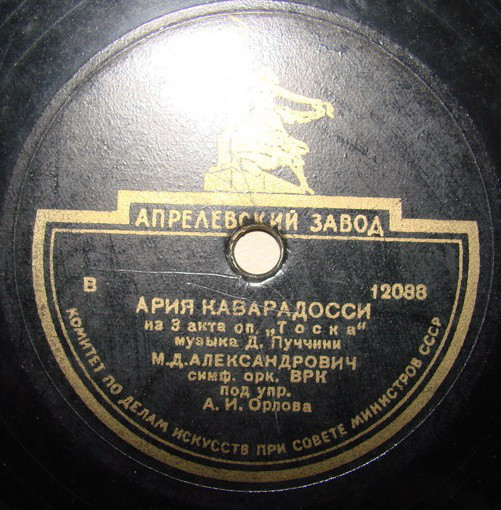 АПРЕЛЕВСКИЙ ЗАВОД
В 12088
АРИЯ КАВАРАДОССИ
из 3 акта оп. „Тоска"
музыка Д. Пуччини
М.Д.АЛЕКСАНДРОВИЧ
симф. орк. ВРК
под упр.
А. И. Орлова
КОМИТЕТ ПО ДЕЛАМ ИСКУССТВ ПРИ СОВЕТЕ МИНИСТРОВ СССР